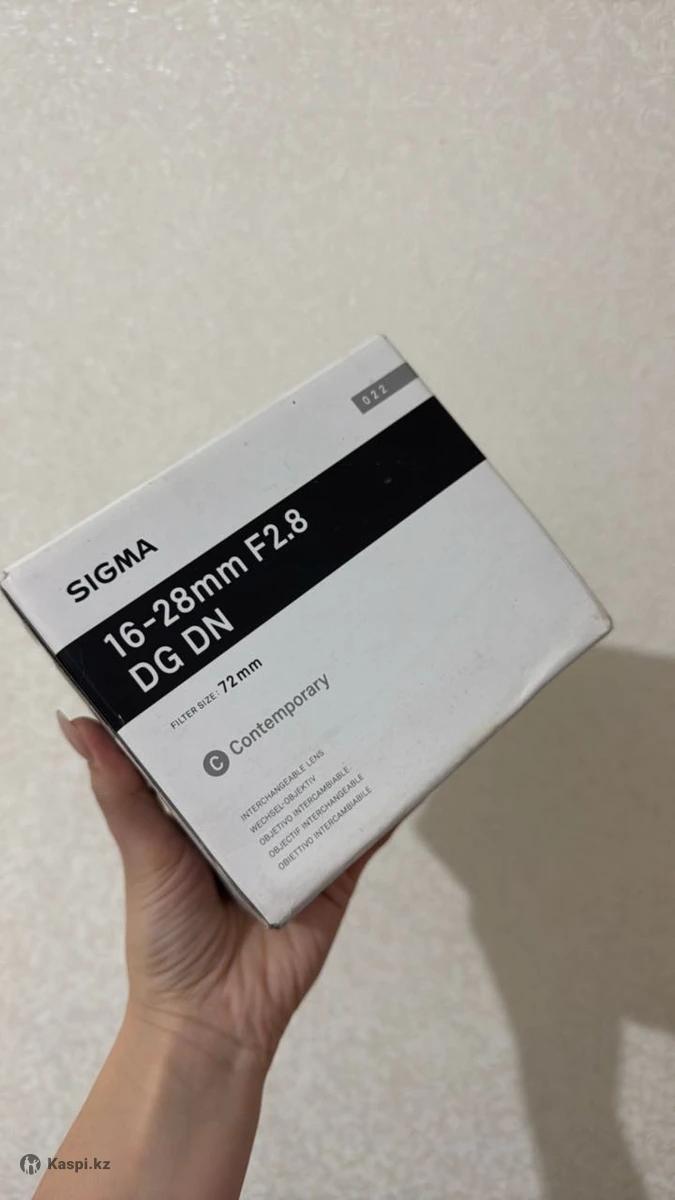 022
SIGMA
16-28mm F2.8
DG DN
FILTER SIZE: 72mm
C Contemporary
INTERCHANGEABLE LENS
WECHSEL-OBJEKTIV
OBJETIVO INTERCAMBIABLE
OBJECTIF INTERCHANGEABLE
OBIETTIVO INTERCAMBIABILE
Kaspi.kz